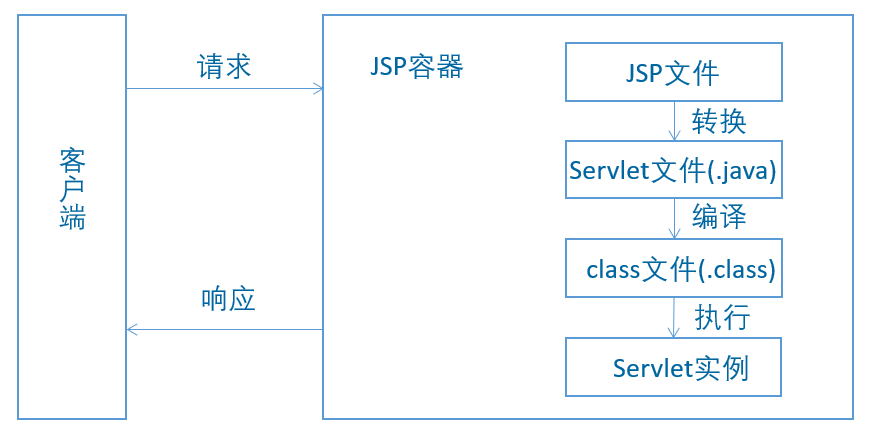 客户端
请求
响应
JSP容器
JSP文件
转换
Servlet文件(.java)
编译
class文件(.class)
执行
Servlet实例